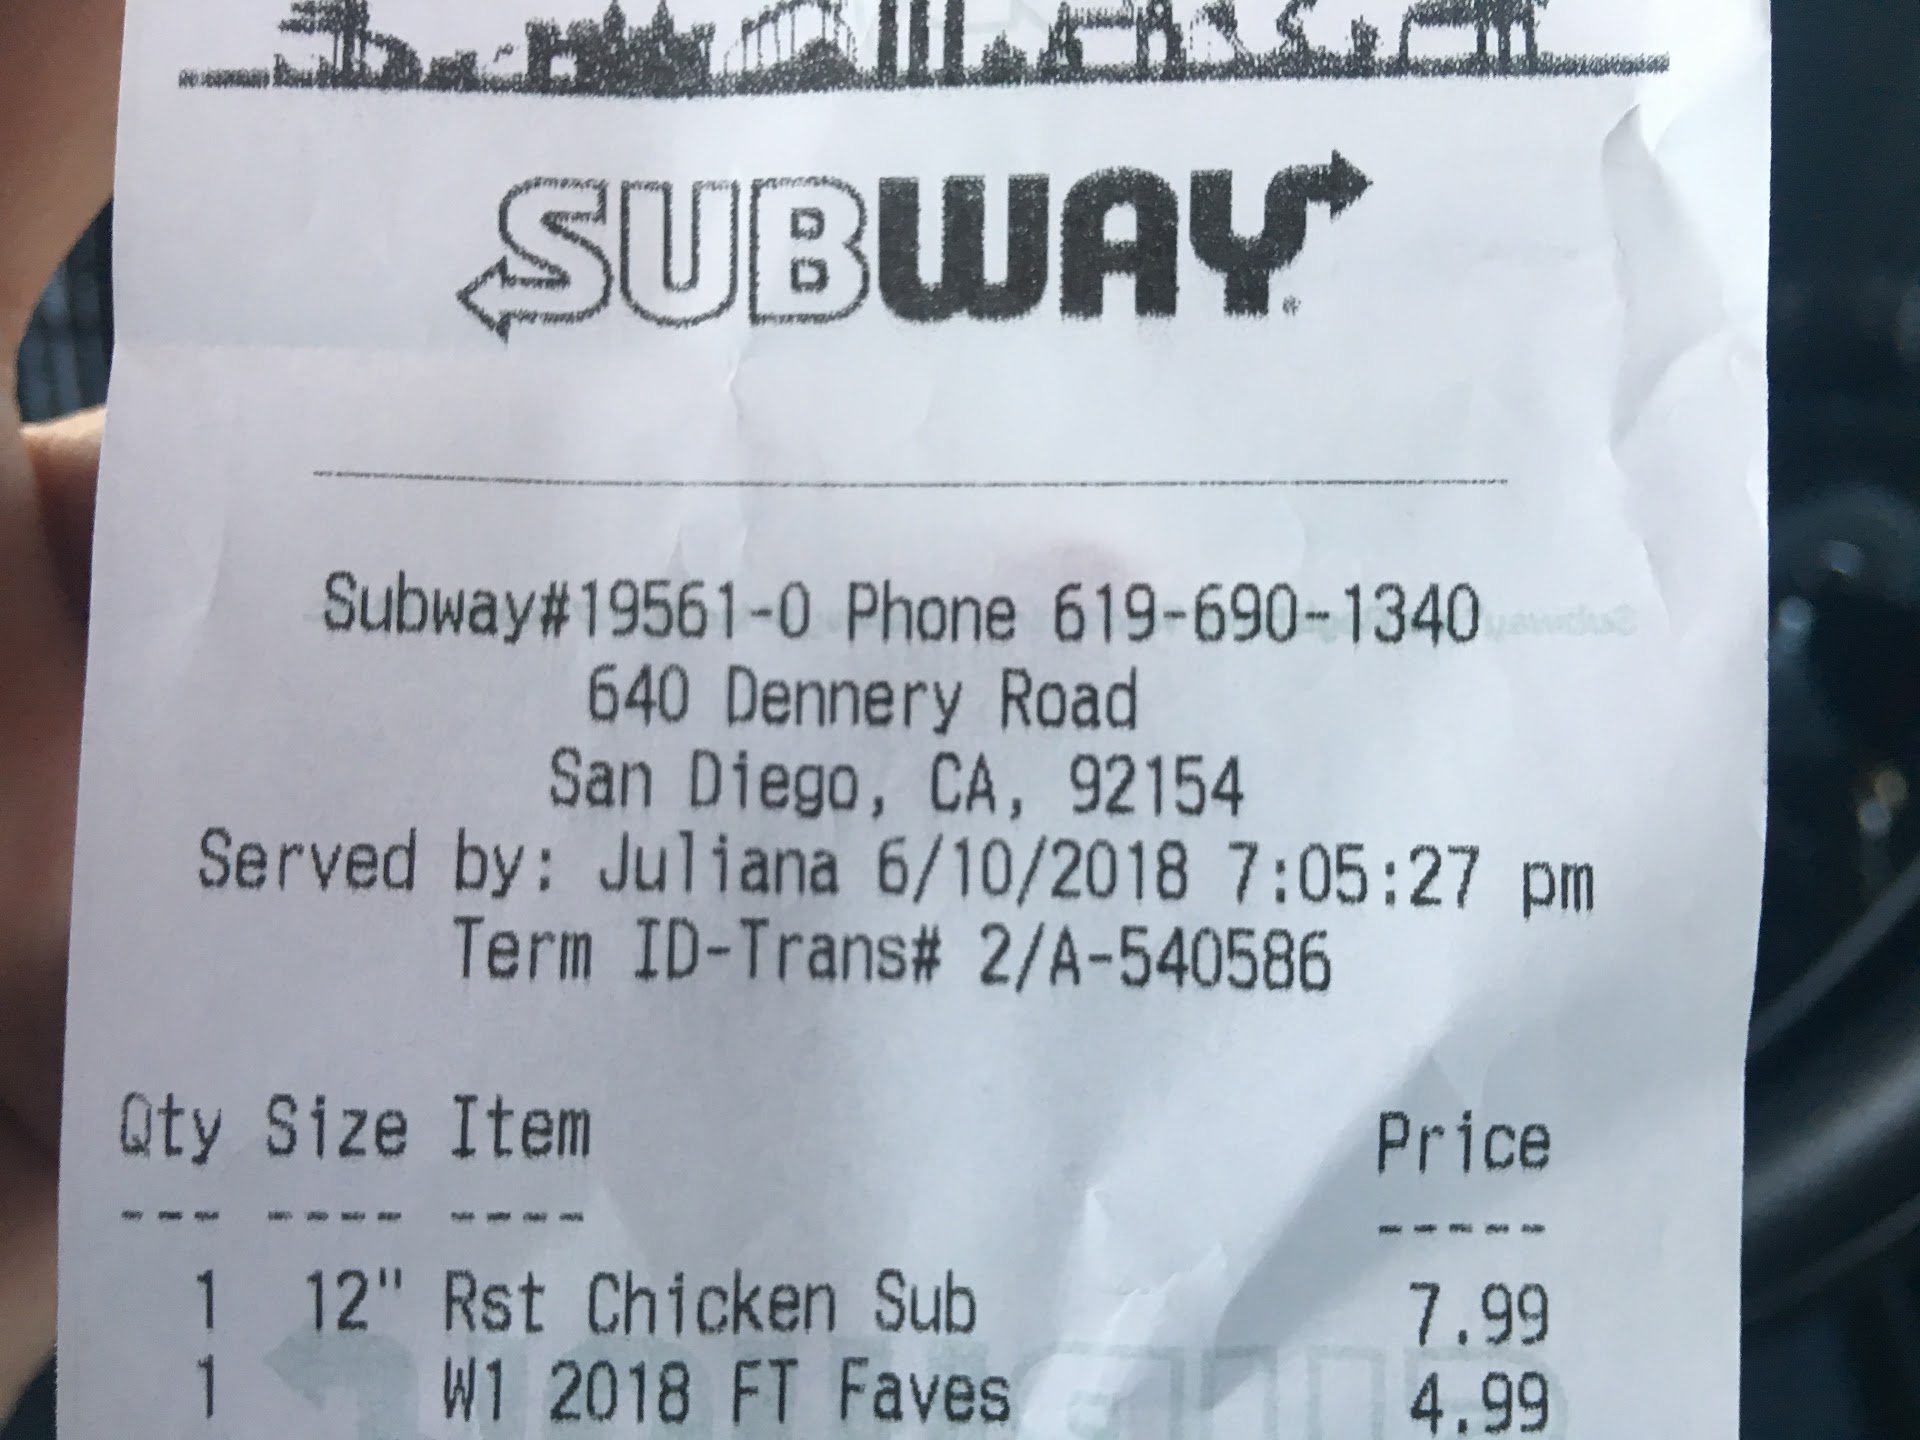 SUBWAY®
Subway#19561-0 Phone 619-690-1340
640 Dennery Road
San Diego, CA, 92154
Served by: Juliana 6/10/2018 7:05:27 pm
Term ID-Trans# 2/A-540586
Qty Size Item Price
--- ---- ---- -----
1 12" Rst Chicken Sub 7.99
1 W1 2018 FT Faves 4.99